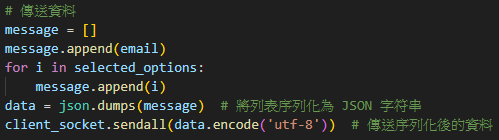 # 傳送資料
message = []
message.append(email)
for i in selected_options:
    message.append(i)
data = json.dumps(message)  # 將列表序列化為 JSON 字符串
client_socket.sendall(data.encode('utf-8'))  # 傳送序列化後的資料